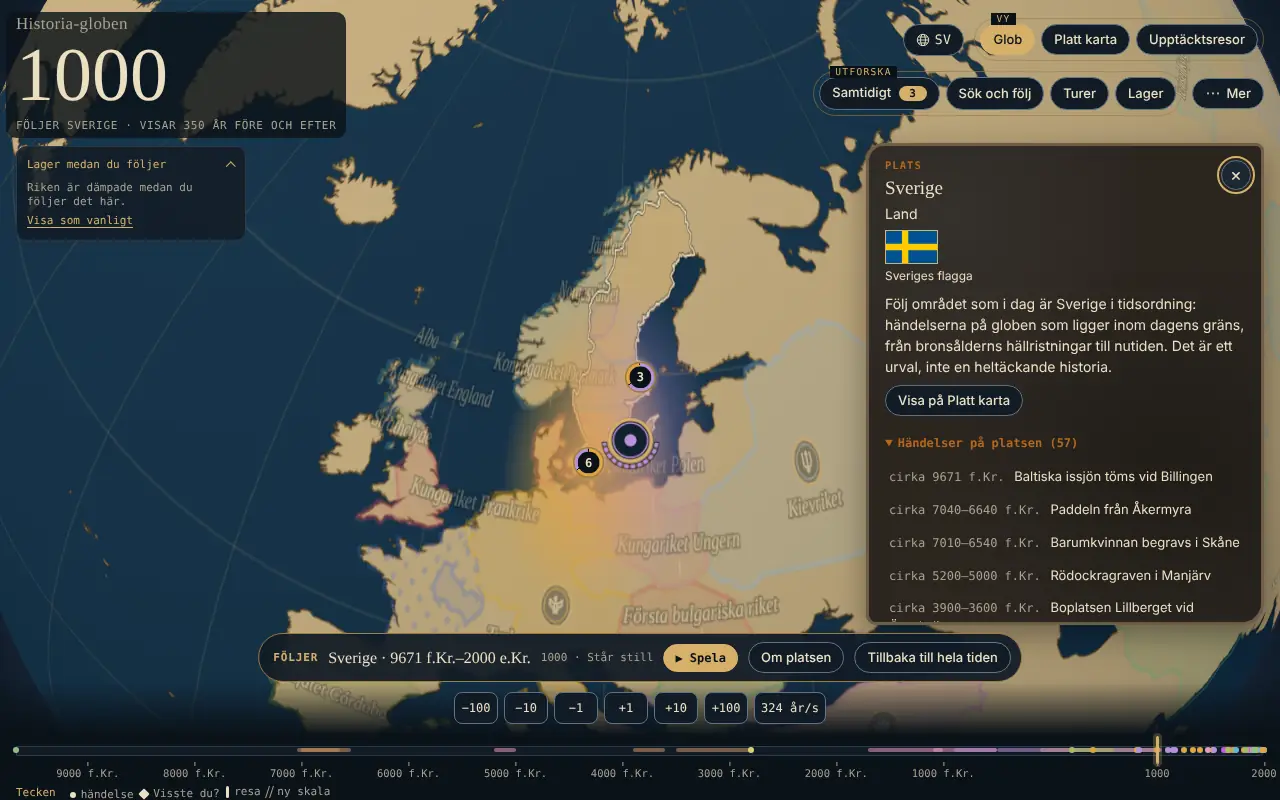 Historia-globen
1000
FÖLJER SVERIGE · VISAR 350 ÅR FÖRE OCH EFTER
Lager medan du följer
Riken är dämpade medan du
följer det här.
Visa som vanligt
SV
VY
Glob
Platt karta
Upptäcktsresor
UTFORSKA
Samtidigt 3
Sök och följ
Turer
Lager
··· Mer
PLATS
Sverige
Land
Sveriges flagga
Följ området som i dag är Sverige i tidsordning:
händelserna på globen som ligger inom dagens gräns,
från bronsålderns hällristningar till nutiden. Det är ett
urval, inte en heltäckande historia.
Visa på Platt karta
▼ Händelser på platsen (57)
cirka 9671 f.Kr. Baltiska issjön töms vid Billingen
cirka 7040–6640 f.Kr. Paddeln från Åkermyra
cirka 7010–6540 f.Kr. Barumkvinnan begravs i Skåne
cirka 5200–5000 f.Kr. Rödockragraven i Manjärv
cirka 3900–3600 f.Kr. Boplatsen Lillberget vid
Alba
Kungariket England
Strathclyde
3
6
Polen
Kungariket Frankrike
Kievriket
Kungariket Ungern
Första bulgariska riket
FÖLJER Sverige · 9671 f.Kr.–2000 e.Kr. 1000 · Står still
▶ Spela
Om platsen
Tillbaka till hela tiden
−100
−10
−1
+1
+10
+100
324 år/s
9000 f.Kr.
8000 f.Kr.
7000 f.Kr.
6000 f.Kr.
5000 f.Kr.
4000 f.Kr.
3000 f.Kr.
2000 f.Kr.
1000 f.Kr.
1000
2000
Tecken ● händelse ◆ Visste du? resa // ny skala